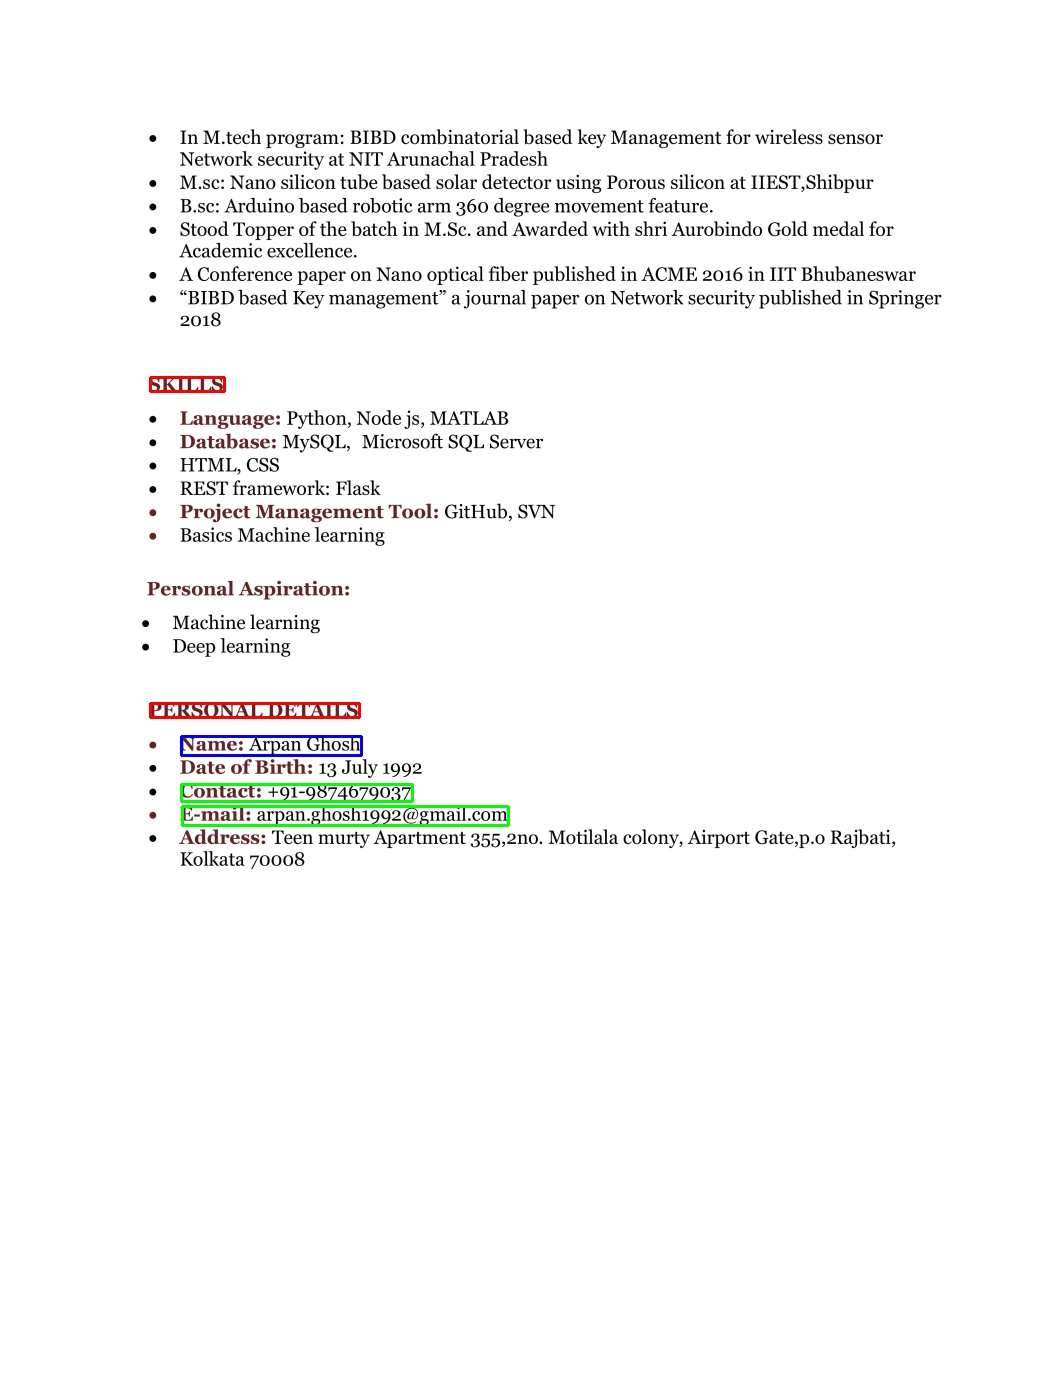 • In M.tech program: BIBD combinatorial based key Management for wireless sensor
Network security at NIT Arunachal Pradesh
• M.sc: Nano silicon tube based solar detector using Porous silicon at IIEST,Shibpur
• B.sc: Arduino based robotic arm 360 degree movement feature.
• Stood Topper of the batch in M.Sc. and Awarded with shri Aurobindo Gold medal for
Academic excellence.
• A Conference paper on Nano optical fiber published in ACME 2016 in IIT Bhubaneswar
• “BIBD based Key management” a journal paper on Network security published in Springer
2018
SKILLS
• Language: Python, Node js, MATLAB
• Database: MySQL, Microsoft SQL Server
• HTML, CSS
• REST framework: Flask
• Project Management Tool: GitHub, SVN
• Basics Machine learning
Personal Aspiration:
• Machine learning
• Deep learning
PERSONAL DETAILS
• Name: Arpan Ghosh
• Date of Birth: 13 July 1992
• Contact: +91-9874679037
• E-mail: arpan.ghosh1992@gmail.com
• Address: Teen murty Apartment 355,2no. Motilala colony, Airport Gate,p.o Rajbati,
Kolkata 70008